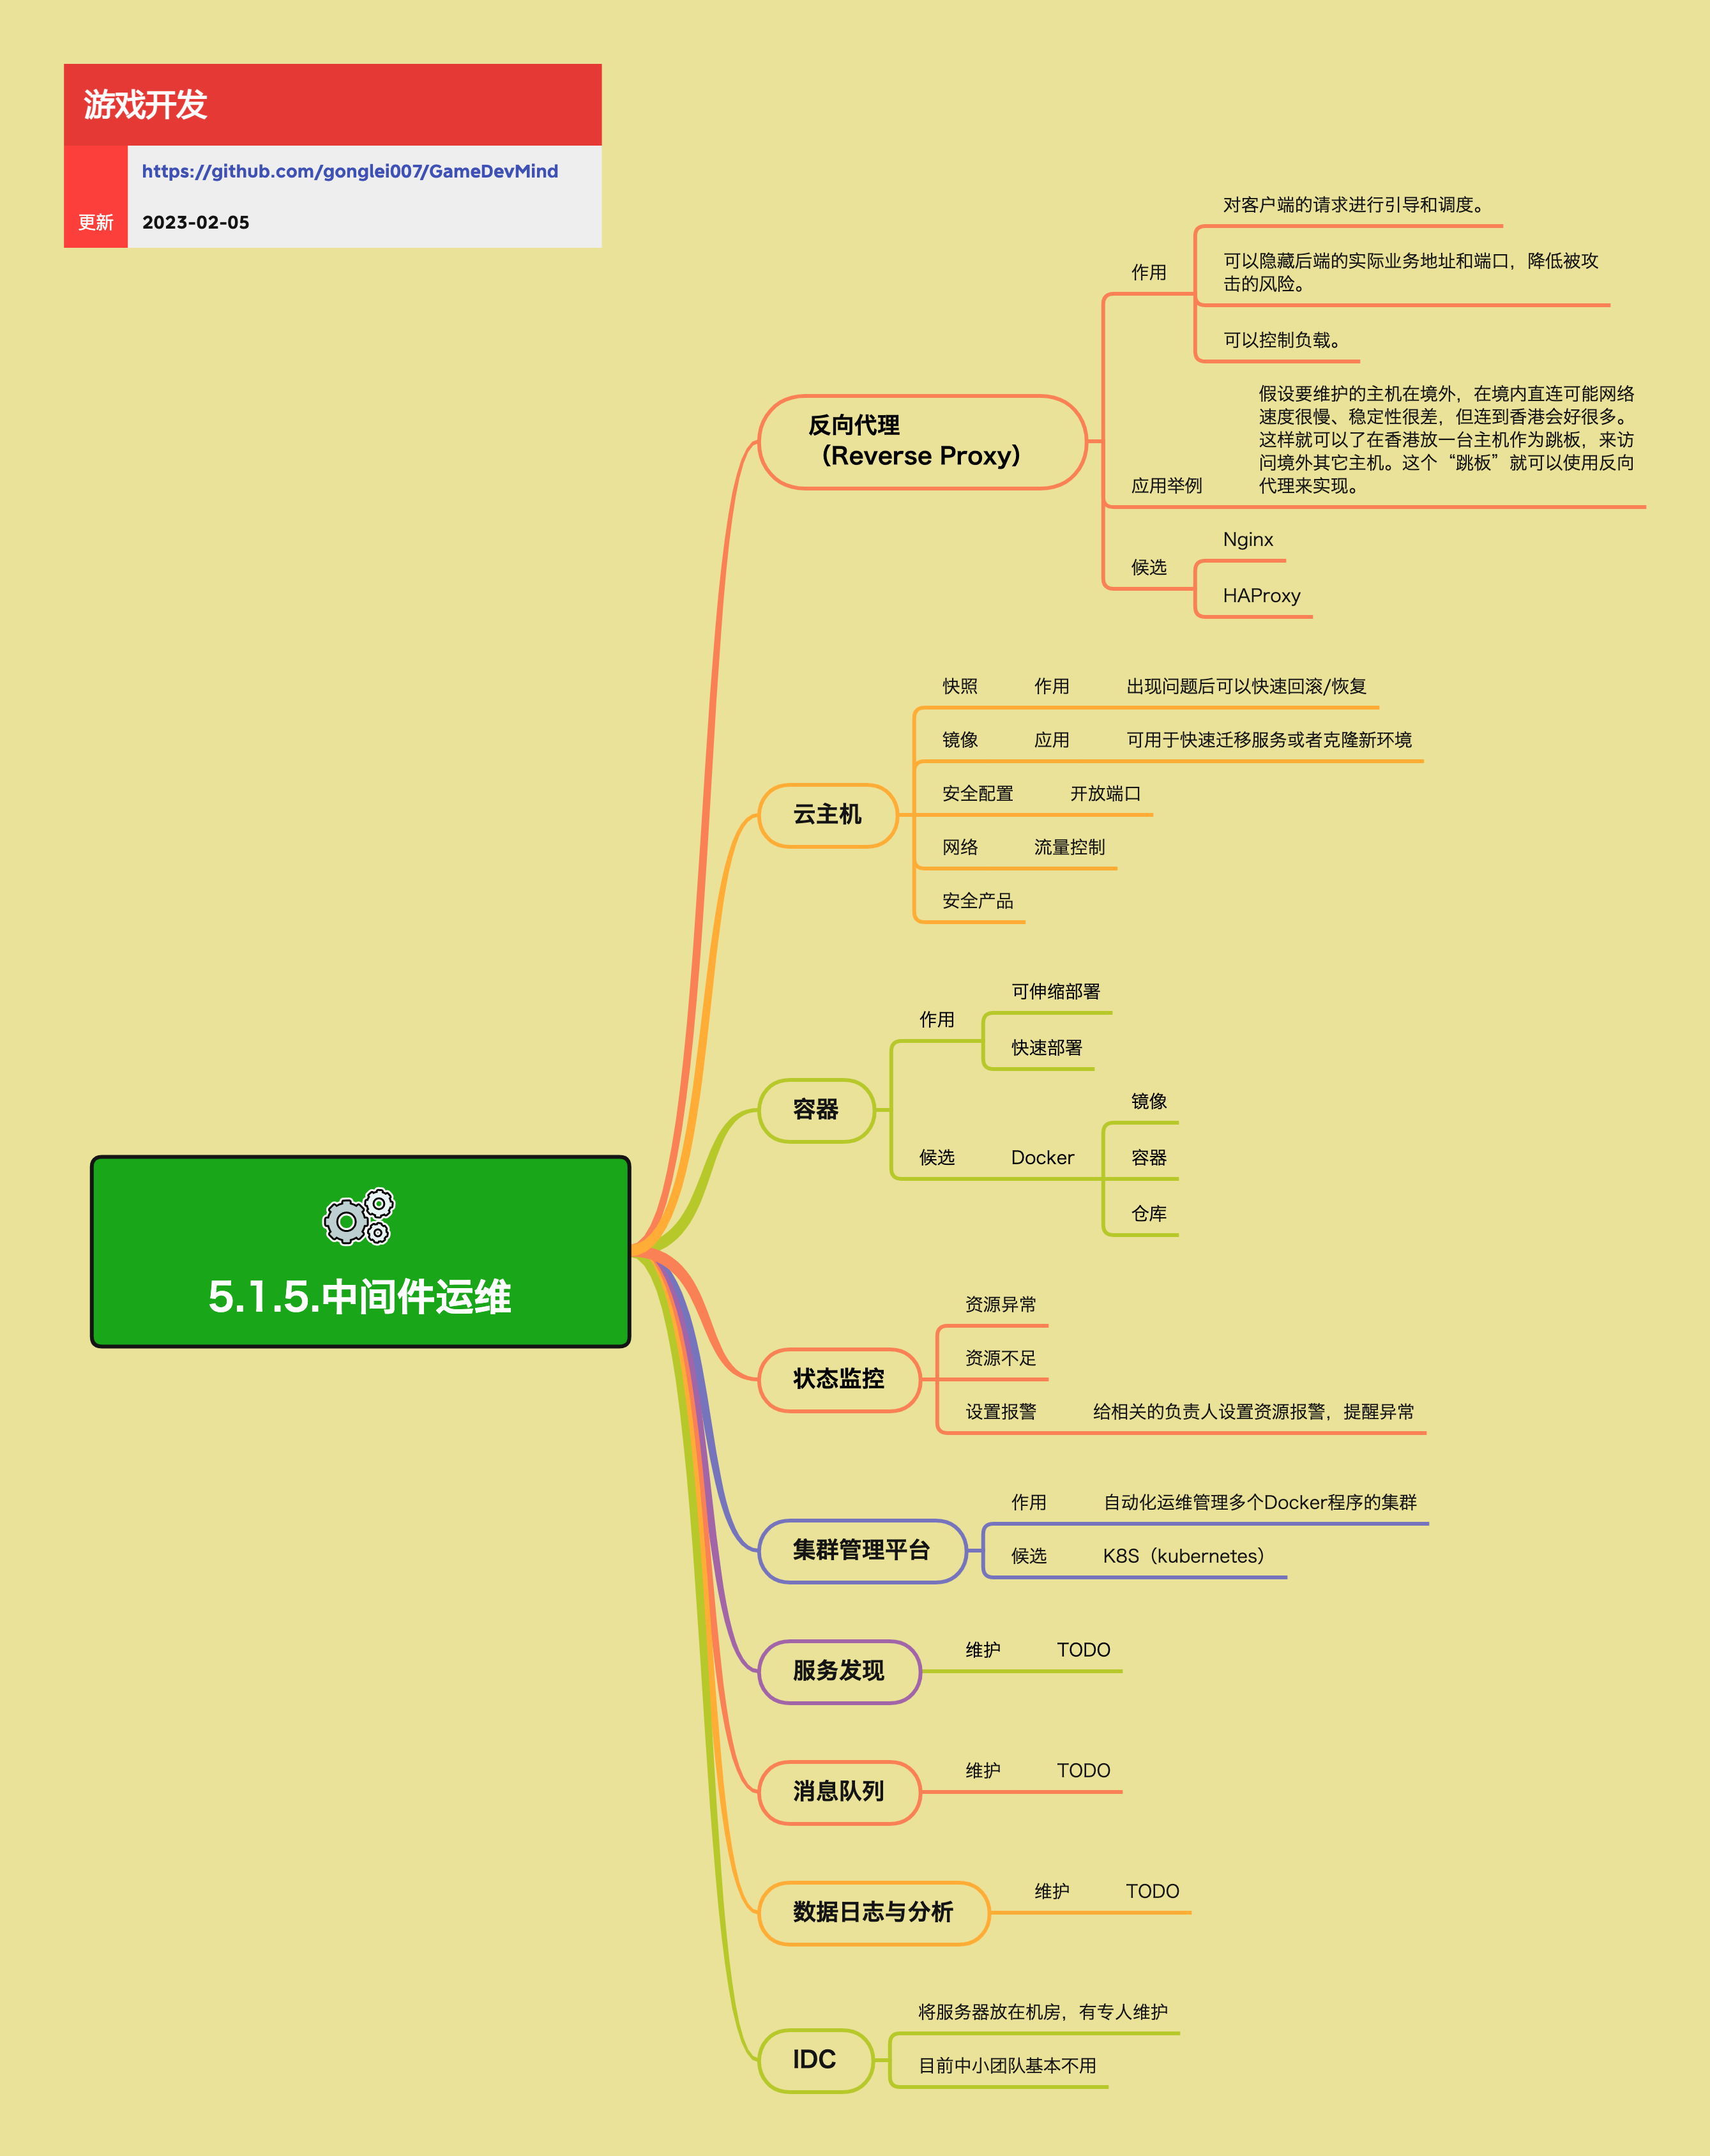 游戏开发
https://github.com/gonglei007/GameDevMind
更新 2023-02-05
5.1.5.中间件运维
反向代理
（Reverse Proxy）
作用
对客户端的请求进行引导和调度。
可以隐藏后端的实际业务地址和端口，降低被攻
击的风险。
可以控制负载。
应用举例
假设要维护的主机在境外，在境内直连可能网络
速度很慢、稳定性很差，但连到香港会好很多。
这样就可以了在香港放一台主机作为跳板，来访
问境外其它主机。这个“跳板”就可以使用反向
代理来实现。
候选
Nginx
HAProxy
云主机
快照 作用 出现问题后可以快速回滚/恢复
镜像 应用 可用于快速迁移服务或者克隆新环境
安全配置 开放端口
网络 流量控制
安全产品
容器
作用
可伸缩部署
快速部署
候选 Docker
镜像
容器
仓库
状态监控
资源异常
资源不足
设置报警 给相关的负责人设置资源报警，提醒异常
集群管理平台
作用 自动化运维管理多个Docker程序的集群
候选 K8S（kubernetes）
服务发现
维护 TODO
消息队列
维护 TODO
数据日志与分析
维护 TODO
IDC
将服务器放在机房，有专人维护
目前中小团队基本不用